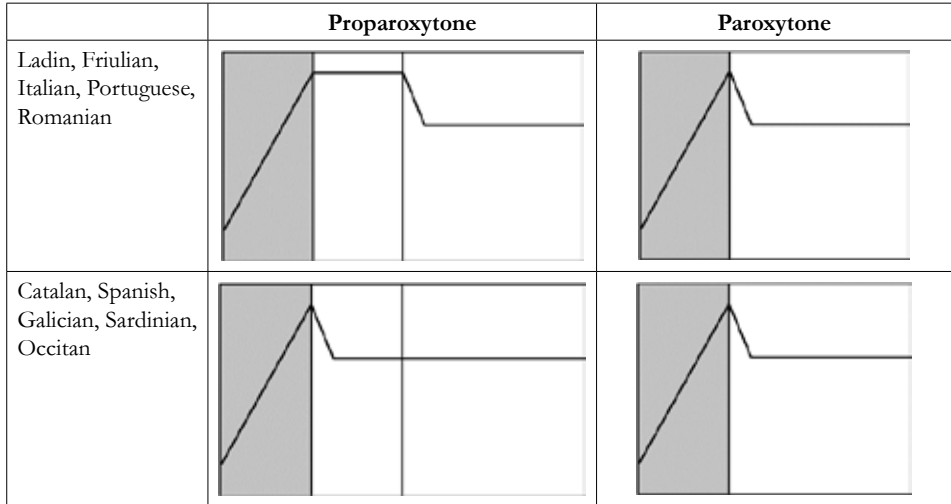 Proparoxytone
Paroxytone
Ladin, Friulian,
Italian, Portuguese,
Romanian
Catalan, Spanish,
Galician, Sardinian,
Occitan